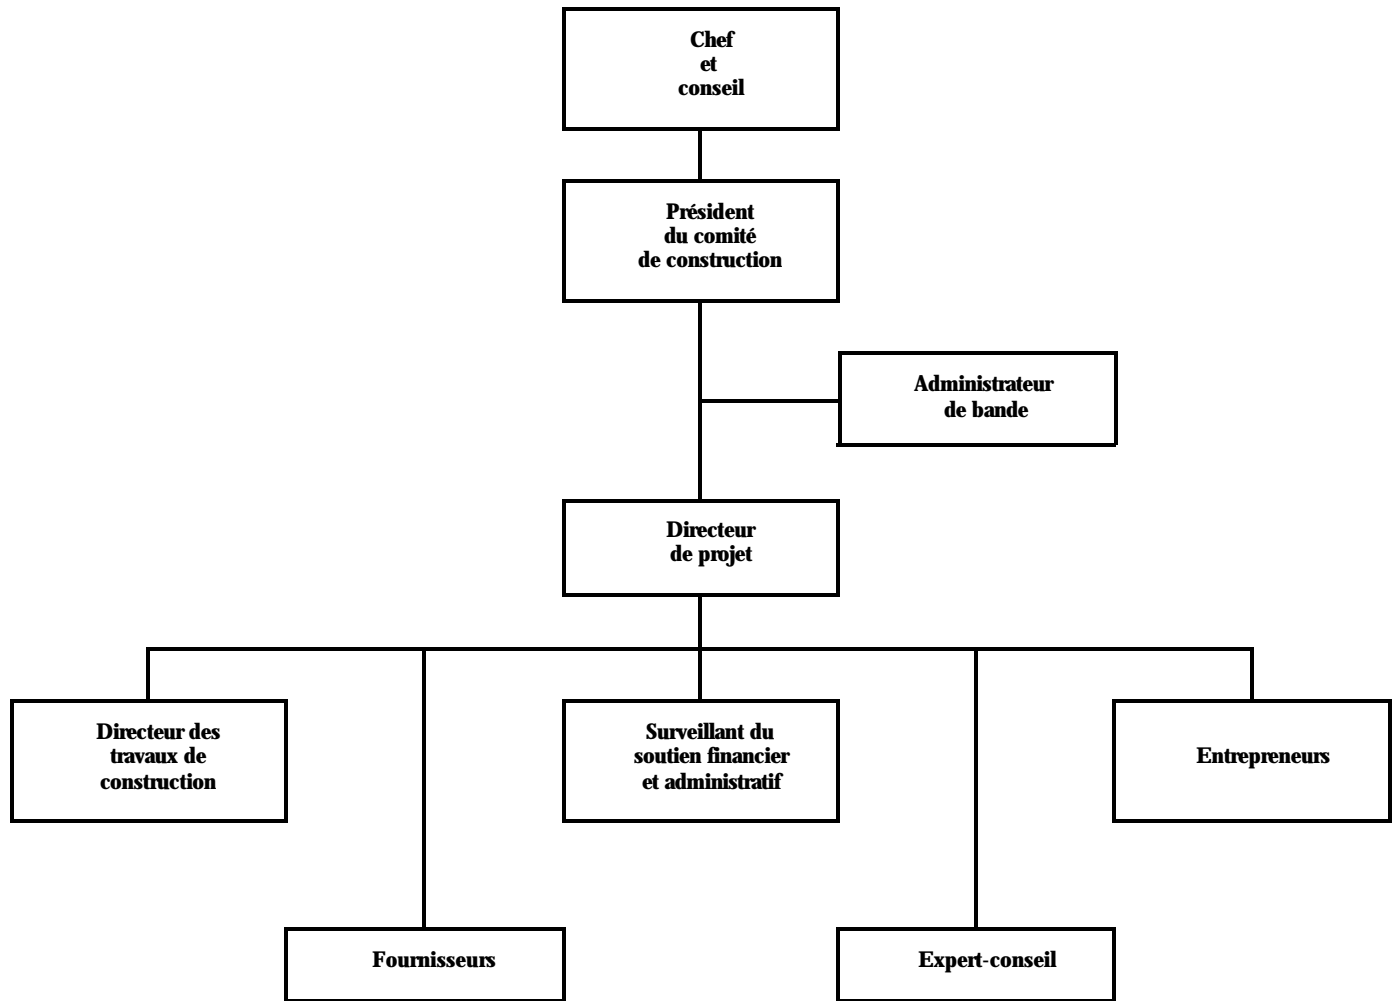 Chef
et
conseil
Président
du comité
de construction
Administrateur
de bande
Directeur
de projet
Directeur des
travaux de
construction
Surveillant du
soutien financier
et administratif
Entrepreneurs
Fournisseurs
Expert-conseil